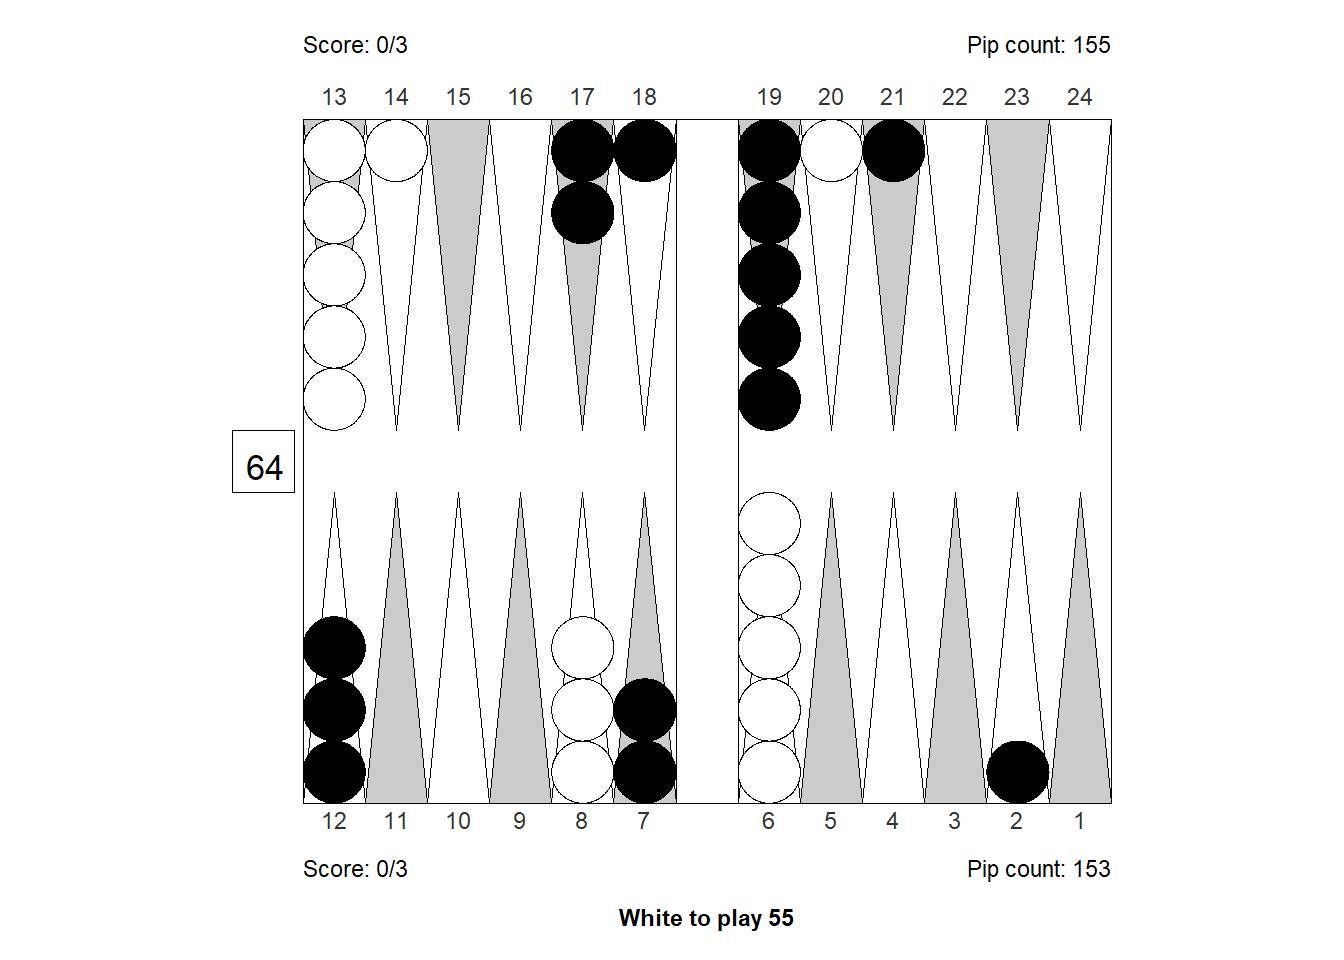 Score: 0/3 Pip count: 155
13 14 15 16 17 18 19 20 21 22 23 24
64
12 11 10 9 8 7 6 5 4 3 2 1
Score: 0/3 Pip count: 153
White to play 55